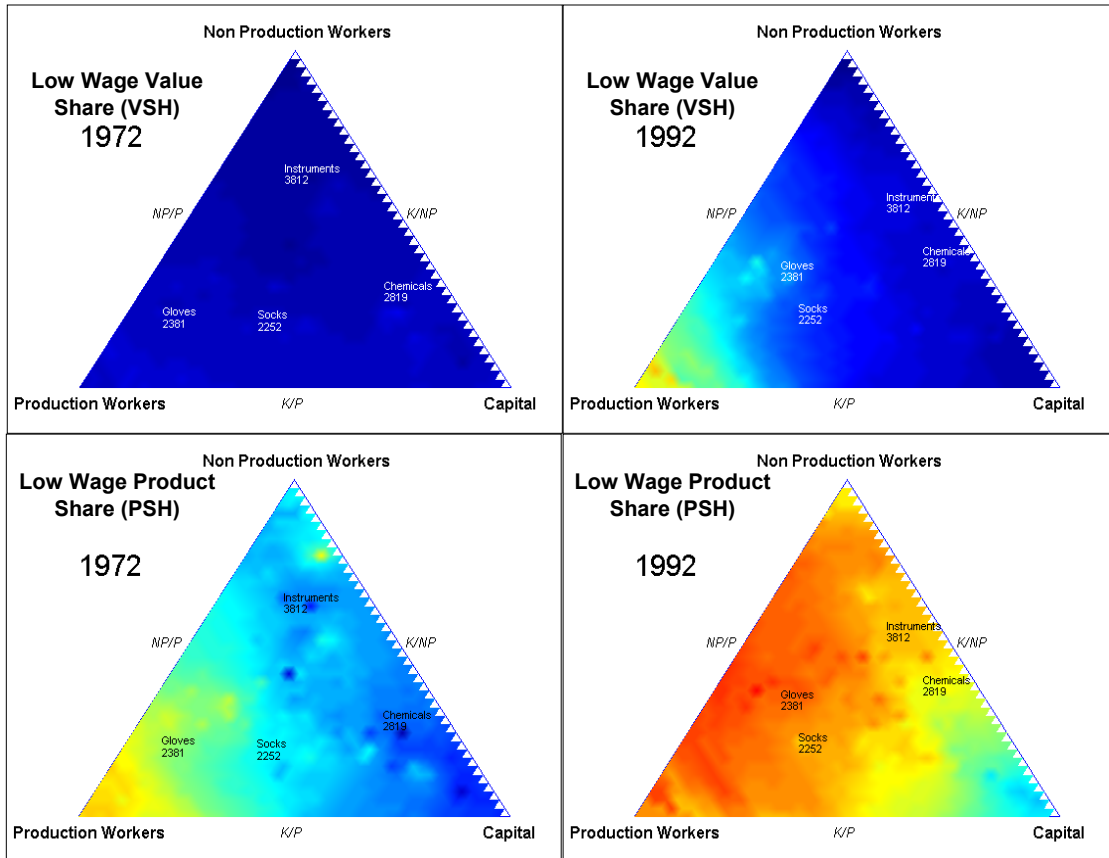 Non Production Workers
Low Wage Value
Share (VSH)
1972
Instruments
3812
NP/P
K/NP
Chemicals
2819
Gloves
2381
Socks
2252
Production Workers
K/P
Capital
Non Production Workers
Low Wage Value
Share (VSH)
1992
Instrument
3812
NP/P
K/NP
Chemicals
2819
Gloves
2381
Socks
2252
Production Workers
K/P
Capital
Non Production Workers
Low Wage Product
Share (PSH)
1972
Instruments
3812
NP/P
K/NP
Chemicals
2819
Gloves
2381
Socks
2252
Production Workers
K/P
Capital
Non Production Workers
Low Wage Product
Share (PSH)
1992
Instruments
3812
NP/P
K/NP
Chemicals
2819
Gloves
2381
Socks
2252
Production Workers
K/P
Capital